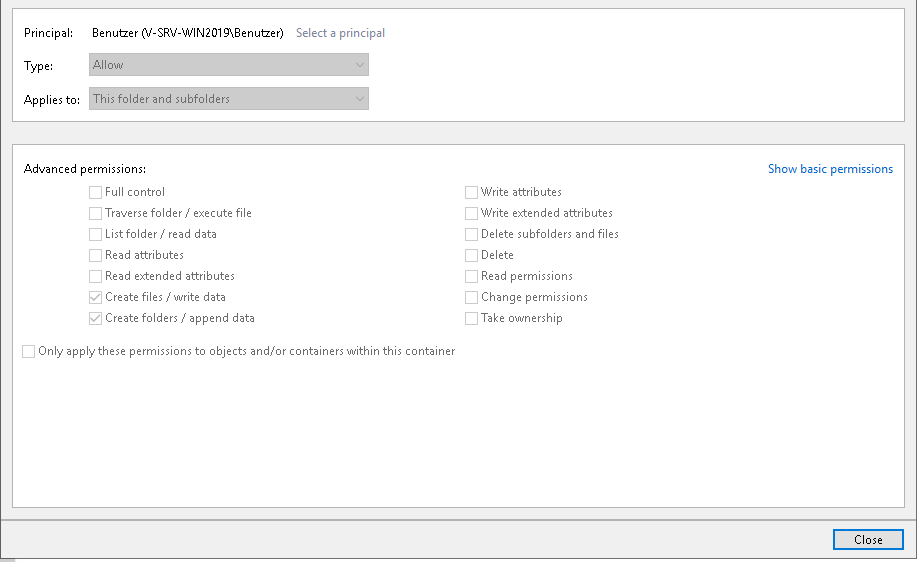 Principal: Benutzer (V-SRV-WIN2019\Benutzer) Select a principal
Type: Allow
Applies to: This folder and subfolders
Advanced permissions: Show basic permissions
Full control Write attributes
Traverse folder / execute file Write extended attributes
List folder / read data Delete subfolders and files
Read attributes Delete
Read extended attributes Read permissions
Create files / write data Change permissions
Create folders / append data Take ownership
Only apply these permissions to objects and/or containers within this container
Close